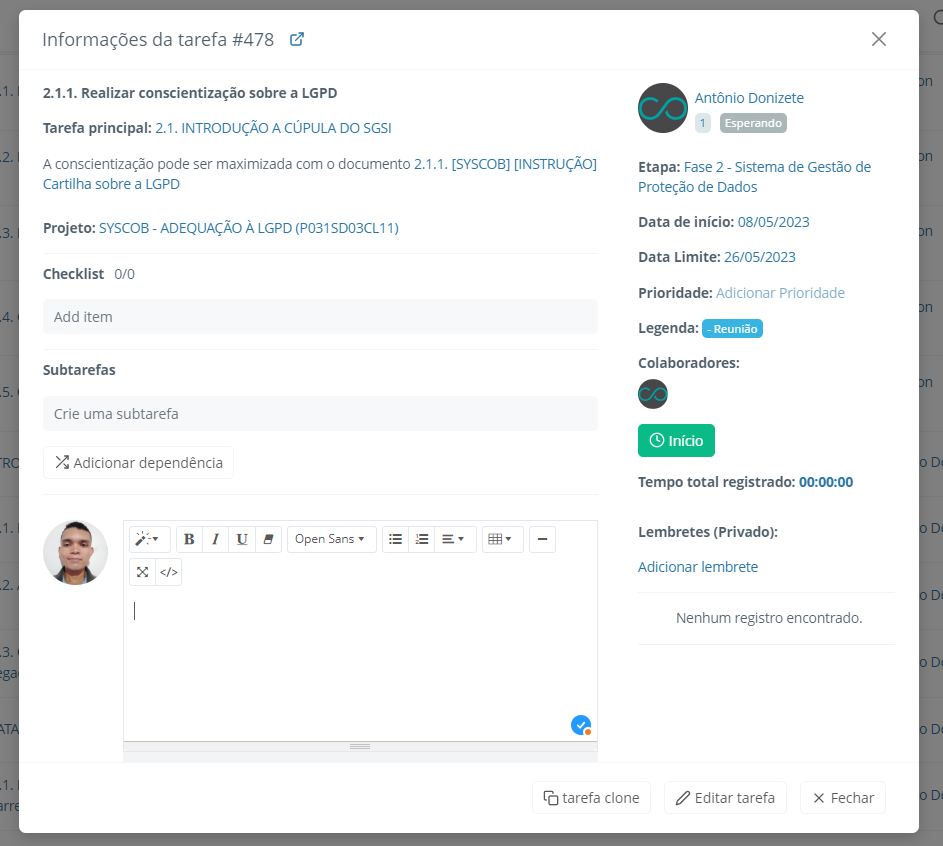 Informações da tarefa #478
2.1.1. Realizar conscientização sobre a LGPD
Tarefa principal: 2.1. INTRODUÇÃO A CÚPULA DO SGSI
A conscientização pode ser maximizada com o documento 2.1.1. [SYSCOB] [INSTRUÇÃO]
Cartilha sobre a LGPD
Projeto: SYSCOB - ADEQUAÇÃO À LGPD (P031SD03CL11)
Checklist 0/0
Add item
Subtarefas
Crie uma subtarefa
Adicionar dependência
B I U Open Sans
</>
Antônio Donizete
1 Esperando
Etapa: Fase 2 - Sistema de Gestão de
Proteção de Dados
Data de início: 08/05/2023
Data Limite: 26/05/2023
Prioridade: Adicionar Prioridade
Legenda: - Reunião
Colaboradores:
Início
Tempo total registrado: 00:00:00
Lembretes (Privado):
Adicionar lembrete
Nenhum registro encontrado.
tarefa clone
Editar tarefa
Fechar